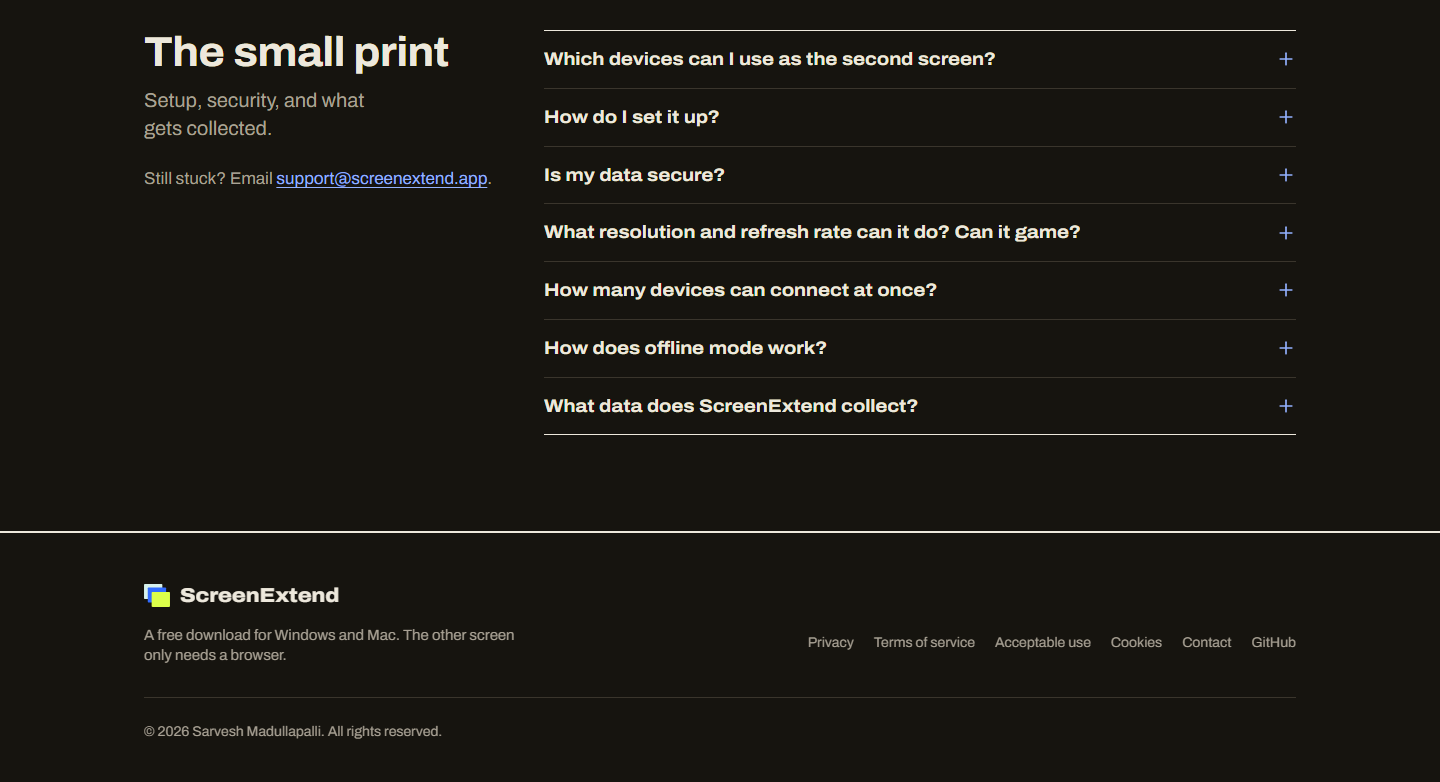 The small print
Setup, security, and what
gets collected.
Still stuck? Email support@screenextend.app.
Which devices can I use as the second screen?
How do I set it up?
Is my data secure?
What resolution and refresh rate can it do? Can it game?
How many devices can connect at once?
How does offline mode work?
What data does ScreenExtend collect?
ScreenExtend
A free download for Windows and Mac. The other screen
only needs a browser.
Privacy Terms of service Acceptable use Cookies Contact GitHub
© 2026 Sarvesh Madullapalli. All rights reserved.